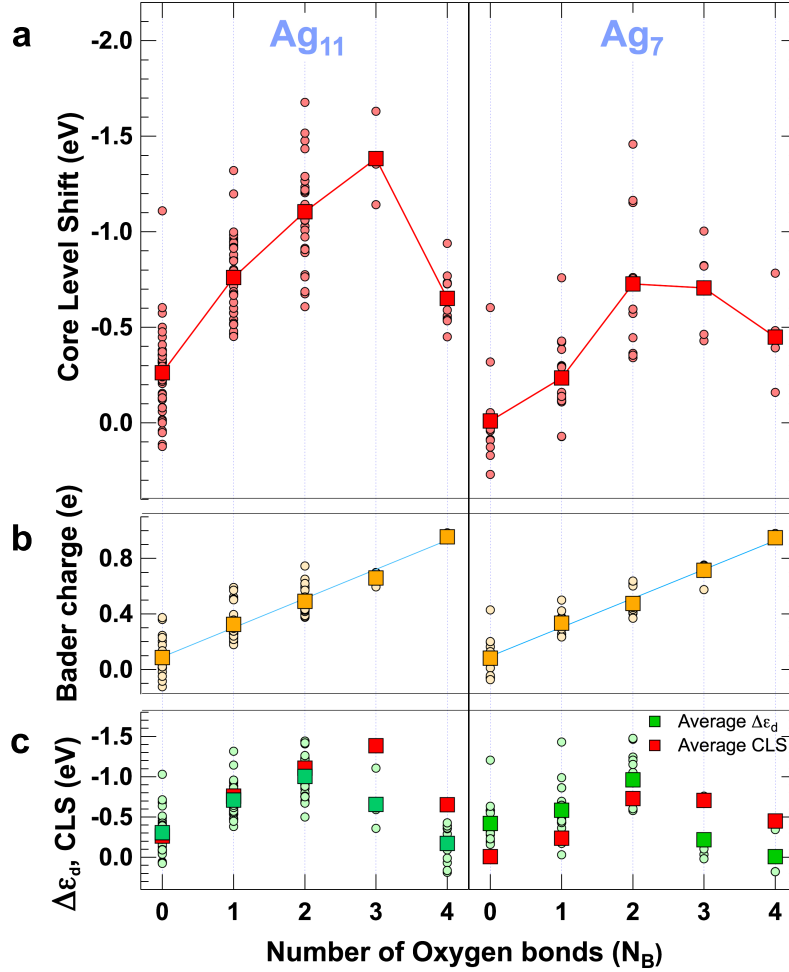 a
Ag11
Ag7
Core Level Shift (eV)
-2.0
-1.5
-1.0
-0.5
0.0
b
Bader charge (e)
0.8
0.4
0.0
c
Δεd, CLS (eV)
-1.5
-1.0
-0.5
0.0
Average Δεd
Average CLS
0 1 2 3 4
0 1 2 3 4
Number of Oxygen bonds (NB)